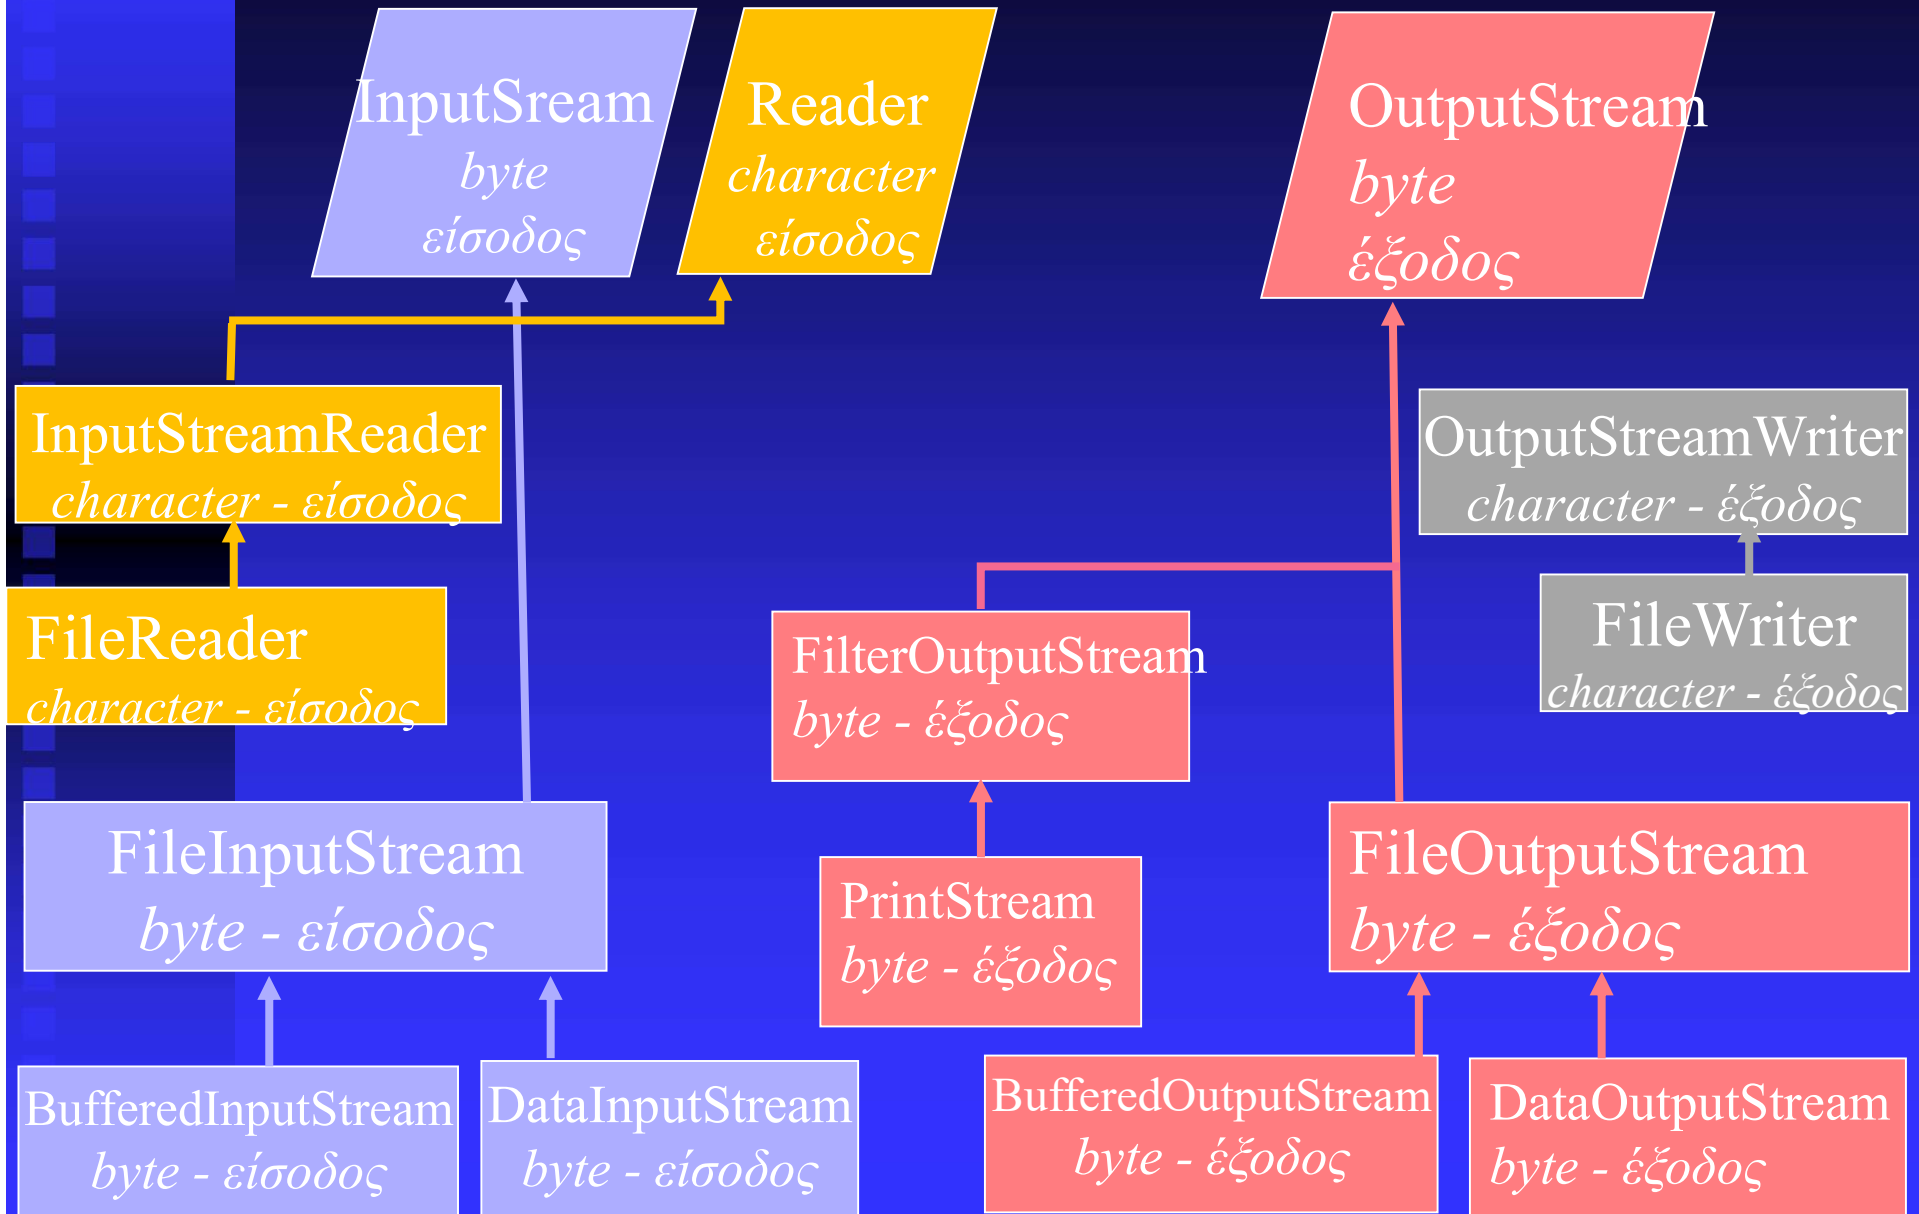 InputSream
byte
είσοδος
Reader
character
είσοδος
OutputStream
byte
έξοδος
InputStreamReader
character - είσοδος
OutputStreamWriter
character - έξοδος
FileReader
character - είσοδος
FilterOutputStream
byte - έξοδος
FileWriter
character - έξοδος
FileInputStream
byte - είσοδος
PrintStream
byte - έξοδος
FileOutputStream
byte - έξοδος
BufferedInputStream
byte - είσοδος
DataInputStream
byte - είσοδος
BufferedOutputStream
byte - έξοδος
DataOutputStream
byte - έξοδος